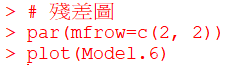 > # 殘差圖
> par(mfrow=c(2, 2))
> plot(Model.6)